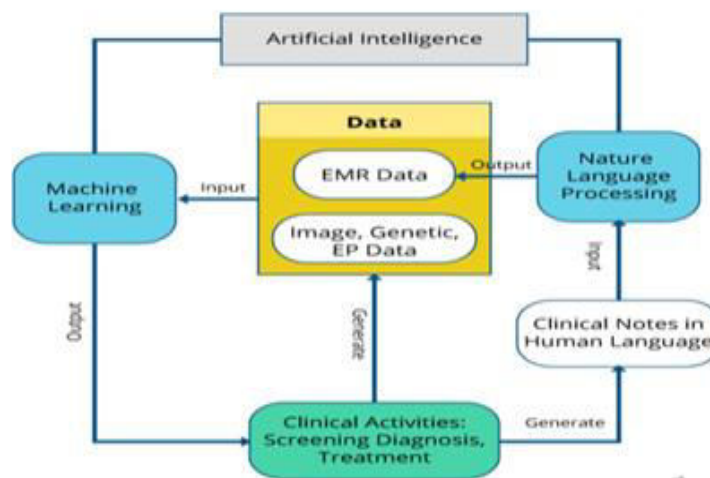 Artificial Intelligence
Data
Machine
Learning
Input
EMR Data
Output
Nature
Language
Processing
Image, Genetic,
EP Data
Input
Output
Generate
Clinical Notes in
Human Language
Clinical Activities:
Screening Diagnosis,
Treatment
Generate